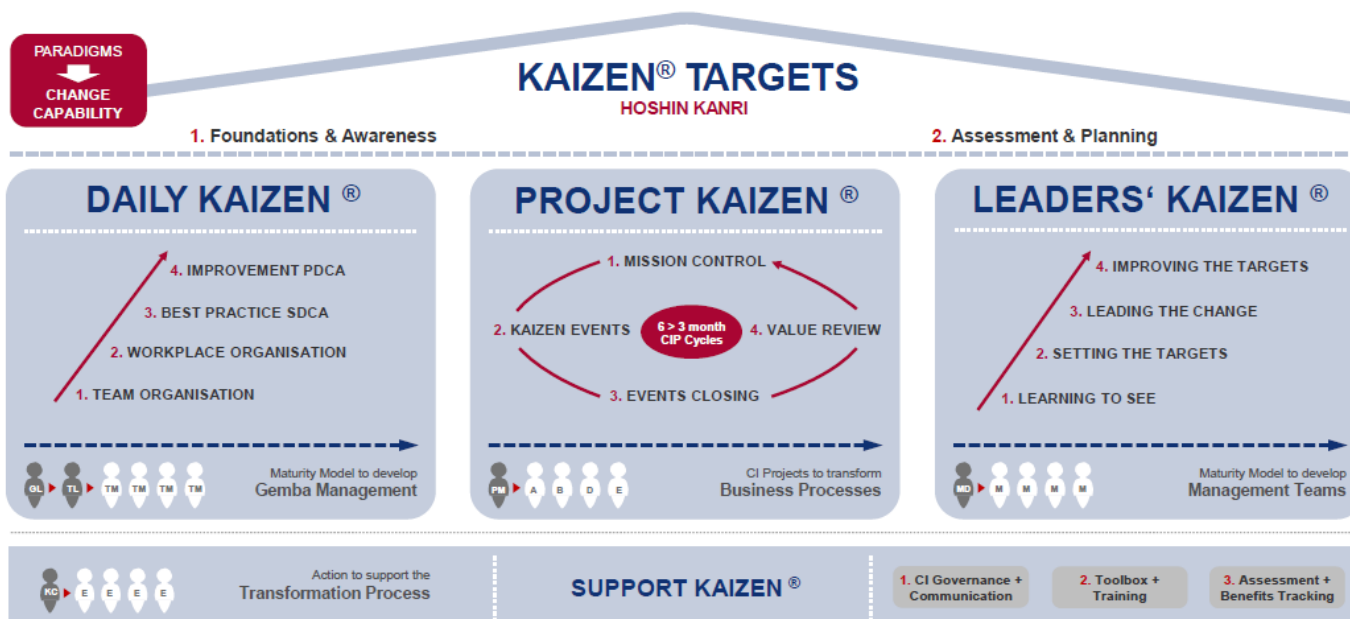 PARADIGMS
CHANGE
CAPABILITY
KAIZEN® TARGETS
HOSHIN KANRI
1. Foundations & Awareness
2. Assessment & Planning
DAILY KAIZEN ®
4. IMPROVEMENT PDCA
3. BEST PRACTICE SDCA
2. WORKPLACE ORGANISATION
1. TEAM ORGANISATION
GL TL TM TM TM TM
Maturity Model to develop
Gemba Management
PROJECT KAIZEN ®
1. MISSION CONTROL
2. KAIZEN EVENTS
6 > 3 month
CIP Cycles
4. VALUE REVIEW
3. EVENTS CLOSING
PM A B D E
CI Projects to transform
Business Processes
LEADERS‘ KAIZEN ®
4. IMPROVING THE TARGETS
3. LEADING THE CHANGE
2. SETTING THE TARGETS
1. LEARNING TO SEE
MD M M M M
Maturity Model to develop
Management Teams
KC E E E E
Action to support the
Transformation Process
SUPPORT KAIZEN ®
1. CI Governance +
Communication
2. Toolbox +
Training
3. Assessment +
Benefits Tracking